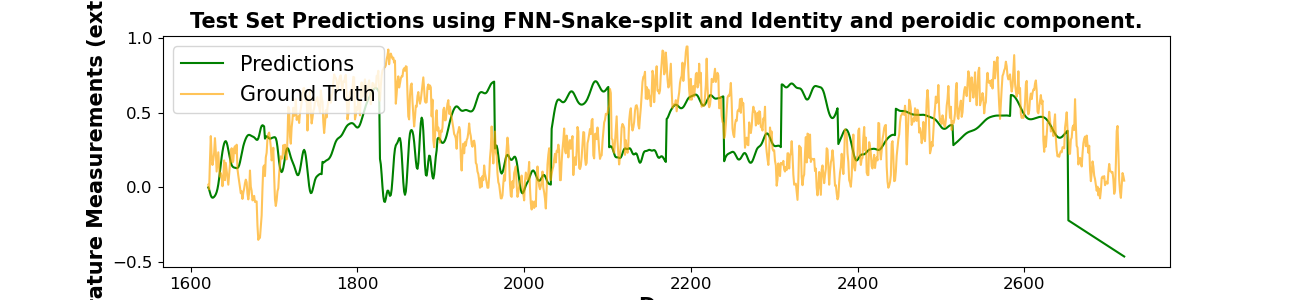 Test Set Predictions using FNN-Snake-split and Identity and peroidic component.
Predictions
Ground Truth
1.0
0.5
0.0
−0.5
1600 1800 2000 2200 2400 2600
Measurements